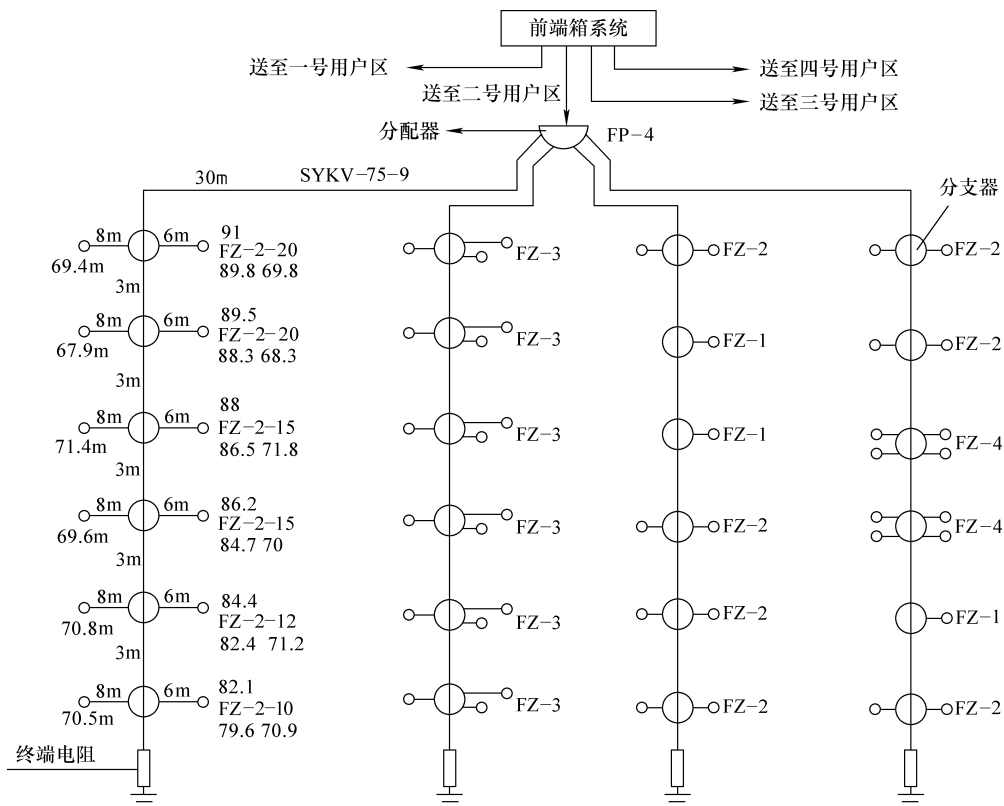 前端箱系统
送至一号用户区
送至四号用户区
送至二号用户区
送至三号用户区
分配器
FP-4
30m
SYKV-75-9
分支器
8m
6m
91
FZ-2-20
89.8 69.8
69.4m
3m
FZ-3
FZ-2
FZ-2
8m
6m
89.5
FZ-2-20
88.3 68.3
67.9m
3m
FZ-3
FZ-1
FZ-2
8m
6m
88
FZ-2-15
86.5 71.8
71.4m
3m
FZ-3
FZ-1
FZ-4
8m
6m
86.2
FZ-2-15
84.7 70
69.6m
3m
FZ-3
FZ-2
FZ-4
8m
6m
84.4
FZ-2-12
82.4 71.2
70.8m
3m
FZ-3
FZ-2
FZ-1
8m
6m
82.1
FZ-2-10
79.6 70.9
70.5m
FZ-3
FZ-2
FZ-2
终端电阻